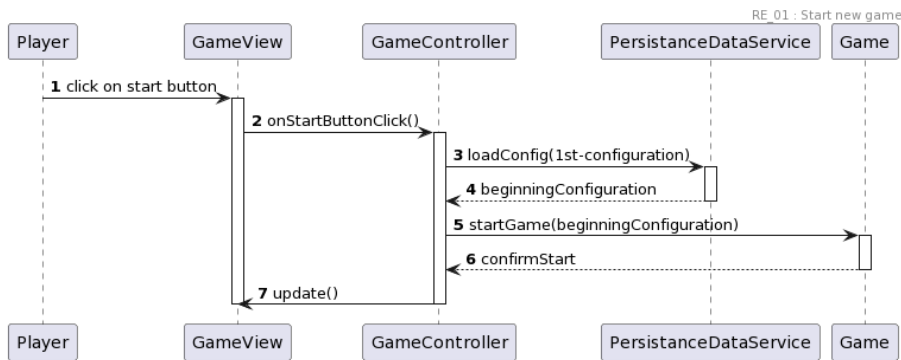 RE_01 : Start new game
Player GameView GameController PersistanceDataService Game
1 click on start button
2 onStartButtonClick()
3 loadConfig(1st-configuration)
4 beginningConfiguration
5 startGame(beginningConfiguration)
6 confirmStart
7 update()
Player GameView GameController PersistanceDataService Game